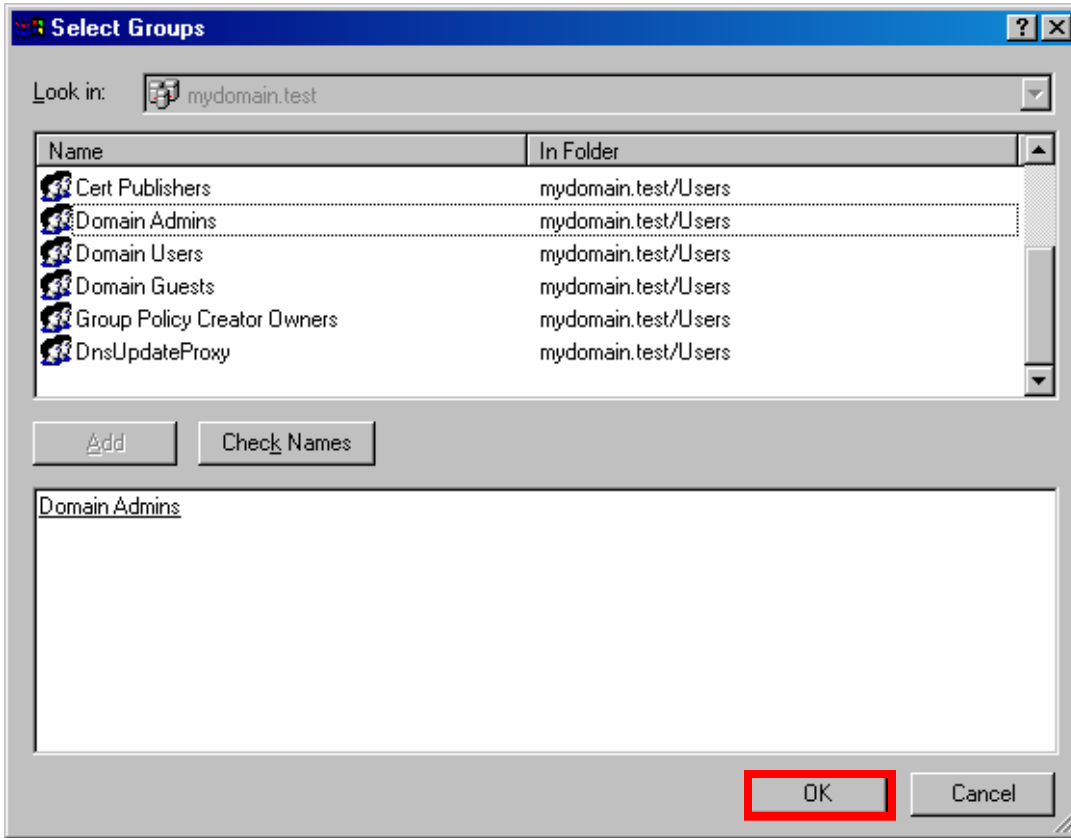 Select Groups
Look in: mydomain.test
Name In Folder
Cert Publishers mydomain.test/Users
Domain Admins mydomain.test/Users
Domain Users mydomain.test/Users
Domain Guests mydomain.test/Users
Group Policy Creator Owners mydomain.test/Users
DnsUpdateProxy mydomain.test/Users
Add Check Names
Domain Admins
OK Cancel